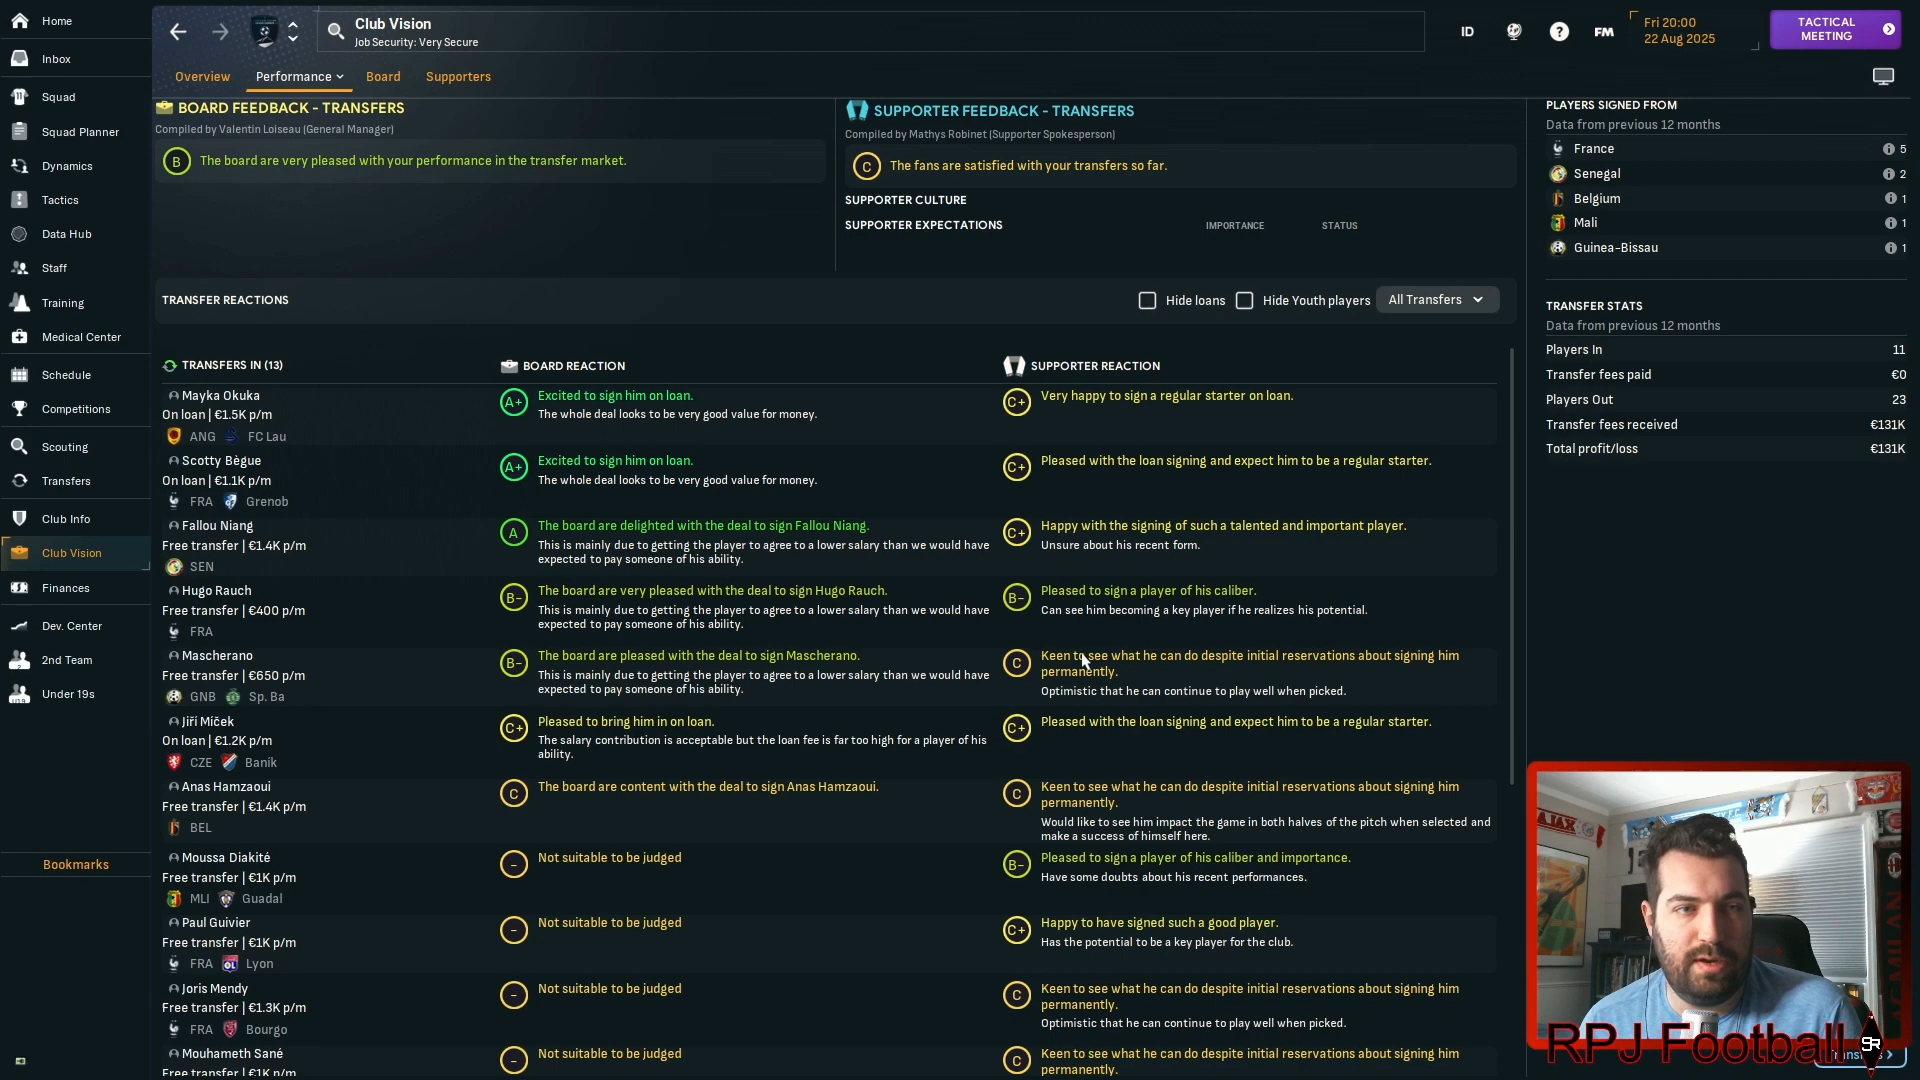 Home
Inbox
Squad
Squad Planner
Dynamics
Tactics
Data Hub
Staff
Training
Medical Center
Schedule
Competitions
Scouting
Transfers
Club Info
Club Vision
Finances
Dev. Center
2nd Team
Under 19s
Bookmarks
Club Vision
Job Security: Very Secure
ID
?
FM
Fri 20:00
22 Aug 2025
TACTICAL MEETING
Overview
Performance
Board
Supporters
BOARD FEEDBACK - TRANSFERS
Compiled by Valentin Loiseau (General Manager)
B The board are very pleased with your performance in the transfer market.
SUPPORTER FEEDBACK - TRANSFERS
Compiled by Mathys Robinet (Supporter Spokesperson)
C The fans are satisfied with your transfers so far.
SUPPORTER CULTURE
SUPPORTER EXPECTATIONS IMPORTANCE STATUS
TRANSFER REACTIONS
Hide loans
Hide Youth players
All Transfers
TRANSFERS IN (13) BOARD REACTION SUPPORTER REACTION
Mayka Okuka
On loan | €1.5K p/m
ANG FC Lau
A+ Excited to sign him on loan.
The whole deal looks to be very good value for money.
C+ Very happy to sign a regular starter on loan.
Scotty Bègue
On loan | €1.1K p/m
FRA Grenob
A+ Excited to sign him on loan.
The whole deal looks to be very good value for money.
C+ Pleased with the loan signing and expect him to be a regular starter.
Fallou Niang
Free transfer | €1.4K p/m
SEN
A The board are delighted with the deal to sign Fallou Niang.
This is mainly due to getting the player to agree to a lower salary than we would have
expected to pay someone of his ability.
C+ Happy with the signing of such a talented and important player.
Unsure about his recent form.
Hugo Rauch
Free transfer | €400 p/m
FRA
B- The board are very pleased with the deal to sign Hugo Rauch.
This is mainly due to getting the player to agree to a lower salary than we would have
expected to pay someone of his ability.
B- Pleased to sign a player of his caliber.
Can see him becoming a key player if he realizes his potential.
Mascherano
Free transfer | €650 p/m
GNB Sp. Ba
B- The board are pleased with the deal to sign Mascherano.
This is mainly due to getting the player to agree to a lower salary than we would have
expected to pay someone of his ability.
C Keen to see what he can do despite initial reservations about signing him
permanently.
Optimistic that he can continue to play well when picked.
Jiří Míček
On loan | €1.2K p/m
CZE Banik
C+ Pleased to bring him in on loan.
The salary contribution is acceptable but the loan fee is far too high for a player of his
ability.
C+ Pleased with the loan signing and expect him to be a regular starter.
Anas Hamzaoui
Free transfer | €1.4K p/m
BEL
C The board are content with the deal to sign Anas Hamzaoui.
C Keen to see what he can do despite initial reservations about signing him
permanently.
Would like to see him impact the game in both halves of the pitch when selected and
make a success of himself here.
Moussa Diakité
Free transfer | €1K p/m
MLI Guadal
- Not suitable to be judged
B- Pleased to sign a player of his caliber and importance.
Have some doubts about his recent performances.
Paul Guivier
Free transfer | €1K p/m
FRA Lyon
- Not suitable to be judged
C+ Happy to have signed such a good player.
Has the potential to be a key player for the club.
Joris Mendy
Free transfer | €1.3K p/m
FRA Bourgo
- Not suitable to be judged
C Keen to see what he can do despite initial reservations about signing him
permanently.
Optimistic that he can continue to play well when picked.
Mouhameth Sané
Free transfer | €1K p/m
- Not suitable to be judged
C Keen to see what he can do despite initial reservations about signing him
permanently.
PLAYERS SIGNED FROM
Data from previous 12 months
France 5
Senegal 2
Belgium 1
Mali 1
Guinea-Bissau 1
TRANSFER STATS
Data from previous 12 months
Players In 11
Transfer fees paid €0
Players Out 23
Transfer fees received €131K
Total profit/loss €131K
RPJ Football